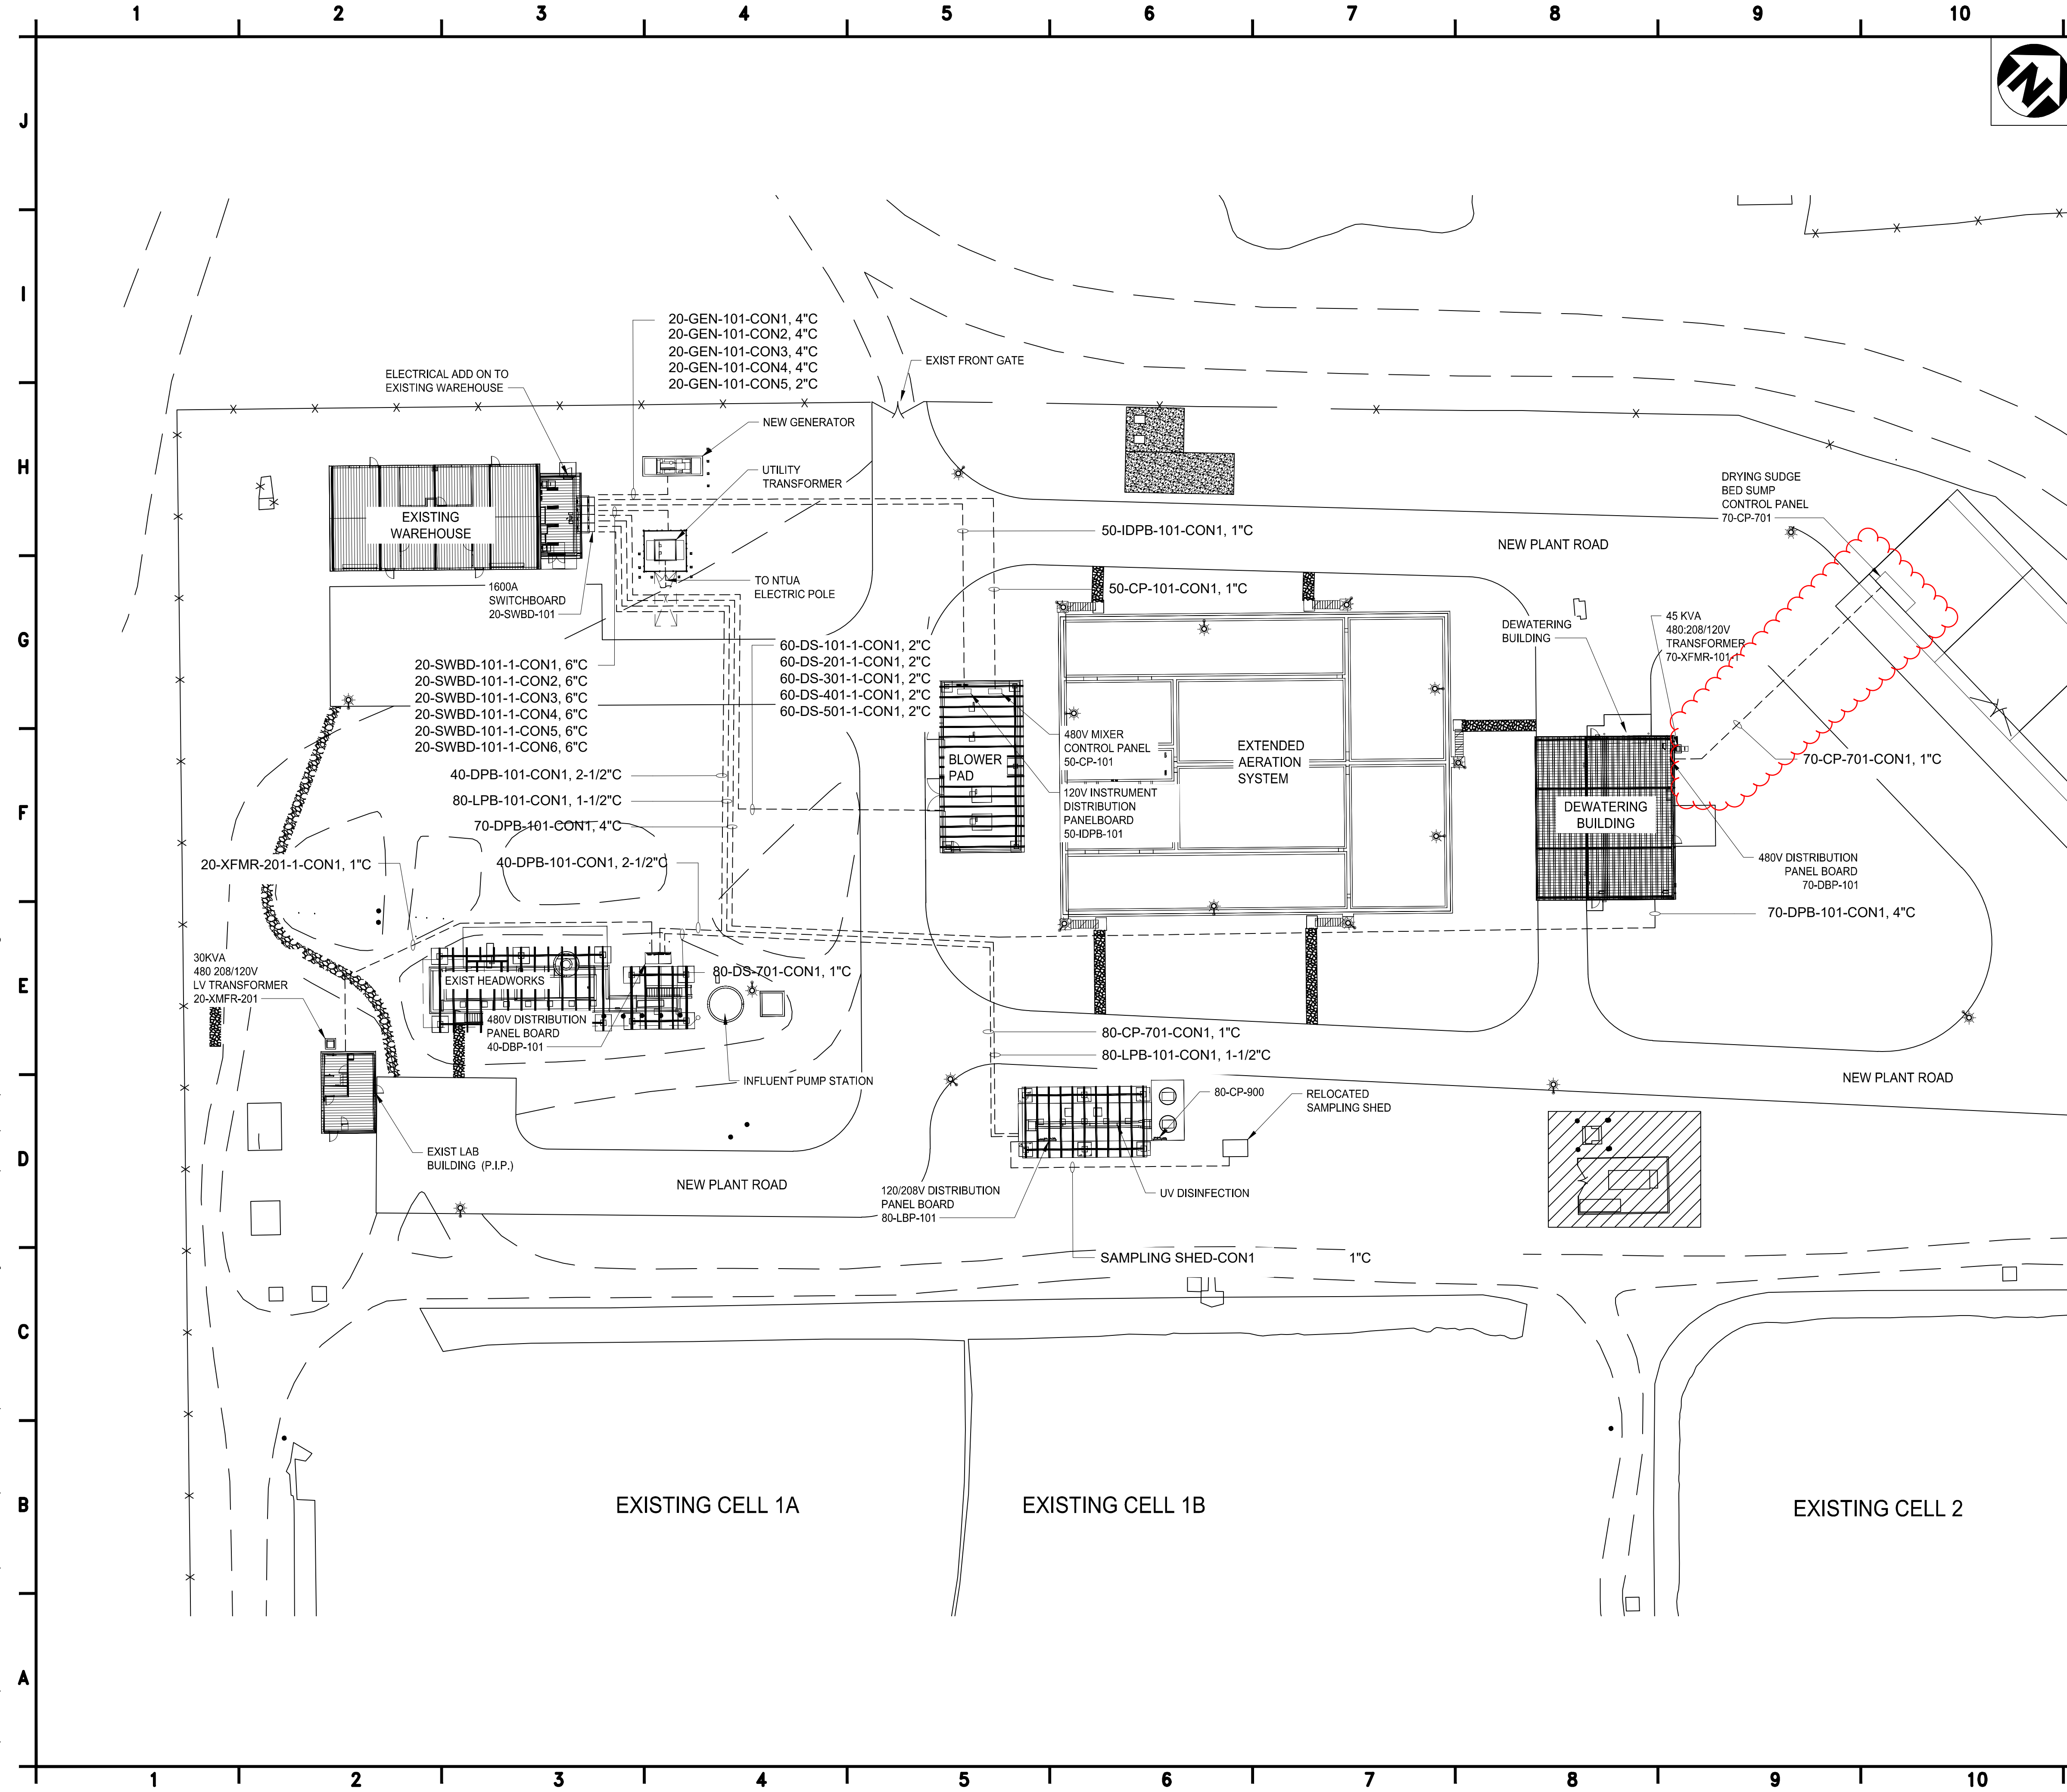 1 2 3 4 5 6 7 8 9 10
N
J
I
H
G
F
E
D
C
B
A
20-GEN-101-CON1, 4"C
20-GEN-101-CON2, 4"C
20-GEN-101-CON3, 4"C
20-GEN-101-CON4, 4"C
20-GEN-101-CON5, 2"C
EXIST FRONT GATE
ELECTRICAL ADD ON TO
EXISTING WAREHOUSE
NEW GENERATOR
UTILITY
TRANSFORMER
EXISTING
WAREHOUSE
DRYING SUDGE
BED SUMP
CONTROL PANEL
70-CP-701
50-IDPB-101-CON1, 1"C
NEW PLANT ROAD
1600A
SWITCHBOARD
20-SWBD-101
TO NTUA
ELECTRIC POLE
50-CP-101-CON1, 1"C
DEWATERING
BUILDING
45 KVA
480:208/120V
TRANSFORMER
70-XFMR-101-1
60-DS-101-1-CON1, 2"C
60-DS-201-1-CON1, 2"C
60-DS-301-1-CON1, 2"C
60-DS-401-1-CON1, 2"C
60-DS-501-1-CON1, 2"C
20-SWBD-101-1-CON1, 6"C
20-SWBD-101-1-CON2, 6"C
20-SWBD-101-1-CON3, 6"C
20-SWBD-101-1-CON4, 6"C
20-SWBD-101-1-CON5, 6"C
20-SWBD-101-1-CON6, 6"C
480V MIXER
CONTROL PANEL
50-CP-101
BLOWER
PAD
EXTENDED
AERATION
SYSTEM
70-CP-701-CON1, 1"C
40-DPB-101-CON1, 2-1/2"C
80-LPB-101-CON1, 1-1/2"C
70-DPB-101-CON1, 4"C
120V INSTRUMENT
DISTRIBUTION
PANELBOARD
50-IDPB-101
DEWATERING
BUILDING
20-XFMR-201-1-CON1, 1"C
40-DPB-101-CON1, 2-1/2"C
480V DISTRIBUTION
PANEL BOARD
70-DBP-101
70-DPB-101-CON1, 4"C
30KVA
480 208/120V
LV TRANSFORMER
20-XMFR-201
EXIST HEADWORKS
80-DS-701-CON1, 1"C
480V DISTRIBUTION
PANEL BOARD
40-DBP-101
80-CP-701-CON1, 1"C
80-LPB-101-CON1, 1-1/2"C
INFLUENT PUMP STATION
NEW PLANT ROAD
80-CP-900
RELOCATED
SAMPLING SHED
EXIST LAB
BUILDING (P.I.P.)
NEW PLANT ROAD
120/208V DISTRIBUTION
PANEL BOARD
80-LBP-101
UV DISINFECTION
SAMPLING SHED-CON1 1"C
EXISTING CELL 1A
EXISTING CELL 1B
EXISTING CELL 2
1 2 3 4 5 6 7 8 9 10